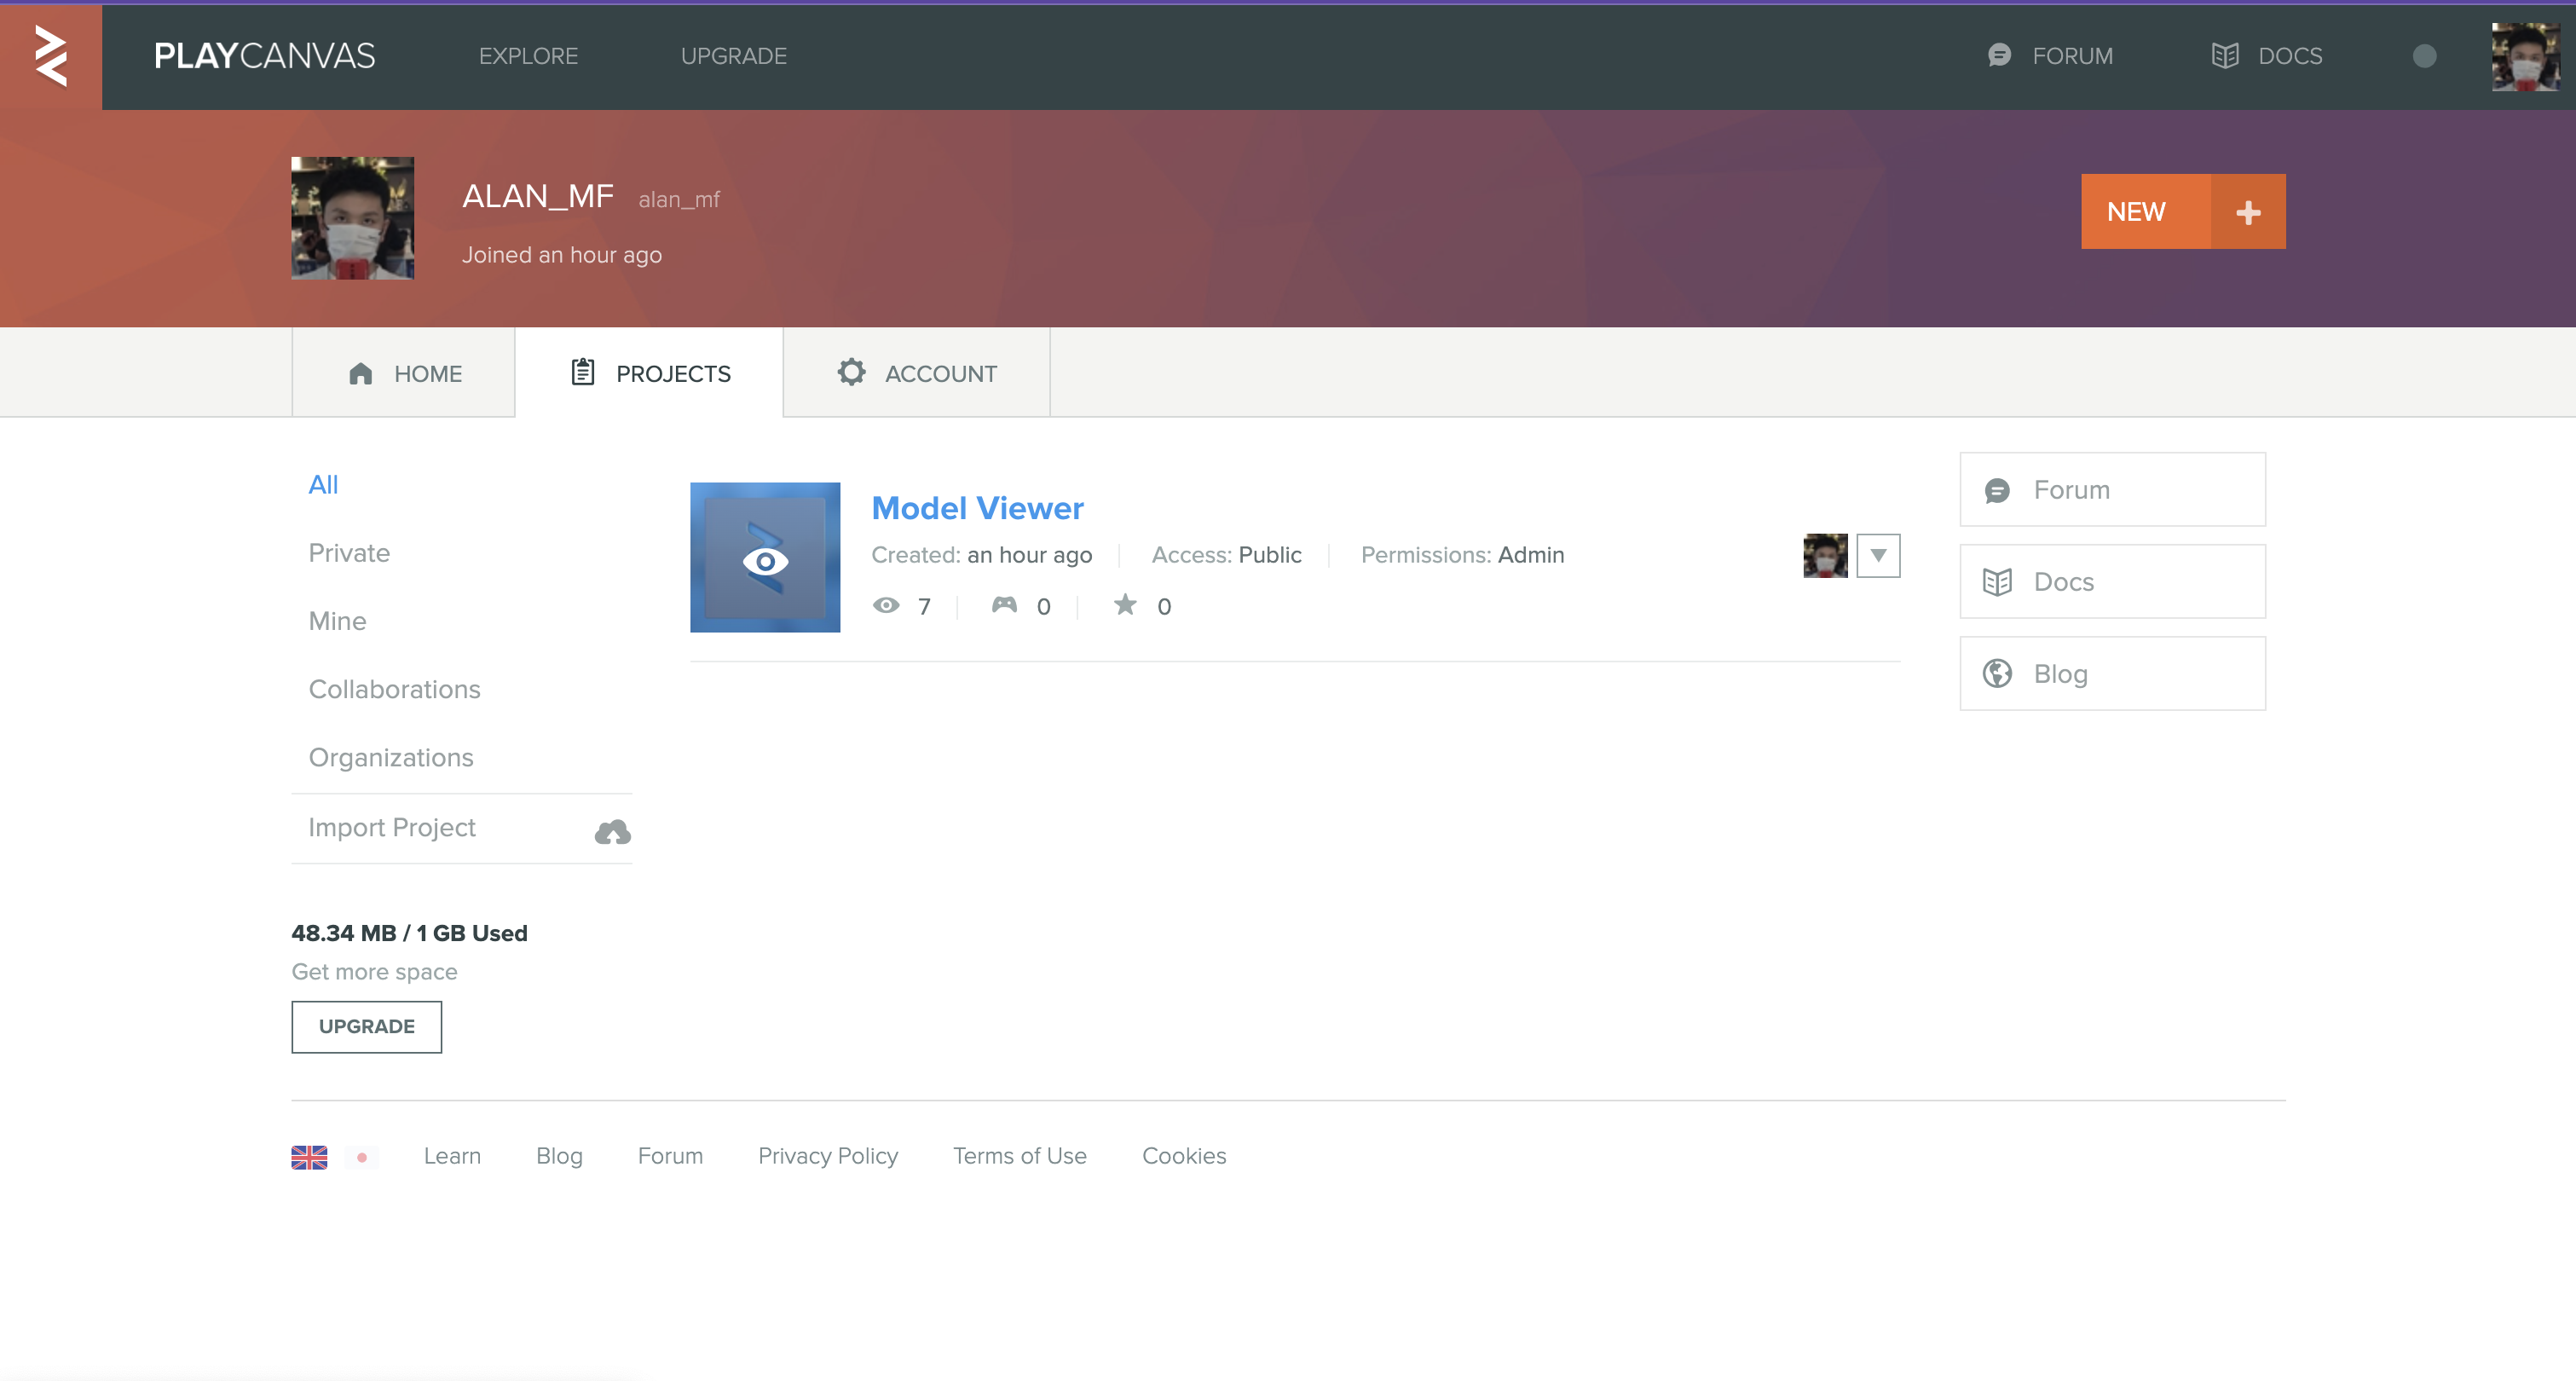 PLAYCANVAS EXPLORE UPGRADE FORUM DOCS
ALAN_MF alan_mf
Joined an hour ago
NEW
HOME PROJECTS ACCOUNT
All
Private
Mine
Collaborations
Organizations
Import Project
48.34 MB / 1 GB Used
Get more space
UPGRADE
Model Viewer
Created: an hour ago Access: Public Permissions: Admin
7 0 0
Forum
Docs
Blog
Learn Blog Forum Privacy Policy Terms of Use Cookies